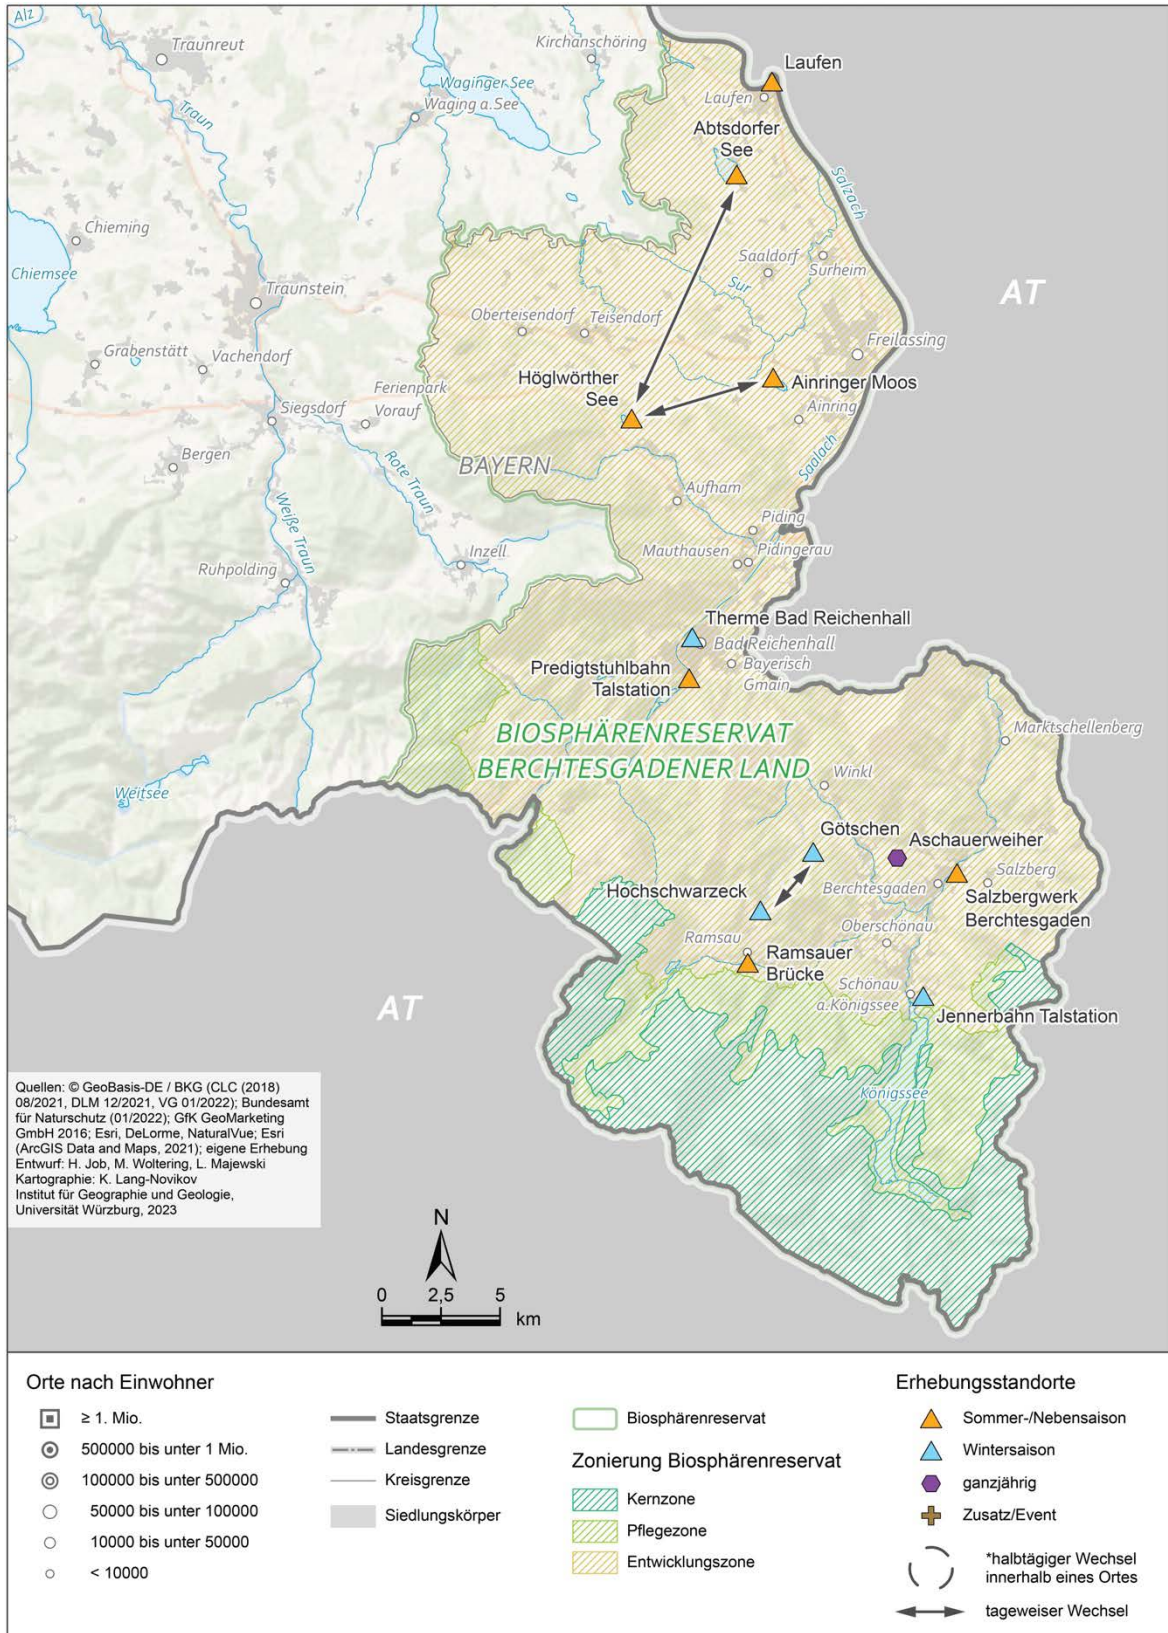 Alz
Traunreut
Kirchanschöring
Laufen
Laufen
Waginger See
Waging a.See
Traun
Abtsdorfer
See
Salzach
Chieming
Chiemsee
Saaldorf
Surheim
Sur
AT
Traunstein
Oberteisendorf
Teisendorf
Freilassing
Grabenstätt
Vachendorf
Höglwörther
See
Ainringer Moos
Ferienpark
Vorauf
Siegsdorf
Ainring
Bergen
BAYERN
Rote Traun
Saalach
Weiße Traun
Aufham
Piding
Inzell
Mauthausen
Pidingerau
Ruhpolding
Therme Bad Reichenhall
Bad Reichenhall
Predigtstuhlbahn
Talstation
Bayerisch
Gmain
BIOSPHÄRENRESERVAT
BERCHTESGADENER LAND
Marktschellenberg
Weitsee
Winkl
Götschen
Aschauerweiher
Hochschwarzeck
Berchtesgaden
Salzberg
Salzbergwerk
Berchtesgaden
Ramsau
Oberschönau
Ramsauer
Brücke
Schönau
a.Königssee
AT
Jennerbahn Talstation
Königssee
Quellen: © GeoBasis-DE / BKG (CLC (2018)
08/2021, DLM 12/2021, VG 01/2022); Bundesamt
für Naturschutz (01/2022); GfK GeoMarketing
GmbH 2016; Esri, DeLorme, NaturalVue; Esri
(ArcGIS Data and Maps, 2021); eigene Erhebung
Entwurf: H. Job, M. Woltering, L. Majewski
Kartographie: K. Lang-Novikov
Institut für Geographie und Geologie,
Universität Würzburg, 2023
N
0 2,5 5
km
Orte nach Einwohner
≥ 1. Mio.
500000 bis unter 1 Mio.
100000 bis unter 500000
50000 bis unter 100000
10000 bis unter 50000
< 10000
Staatsgrenze
Landesgrenze
Kreisgrenze
Siedlungskörper
Biosphärenreservat
Zonierung Biosphärenreservat
Kernzone
Pflegezone
Entwicklungszone
Erhebungsstandorte
Sommer-/Nebensaison
Wintersaison
ganzjährig
Zusatz/Event
*halbtägiger Wechsel
innerhalb eines Ortes
tageweiser Wechsel